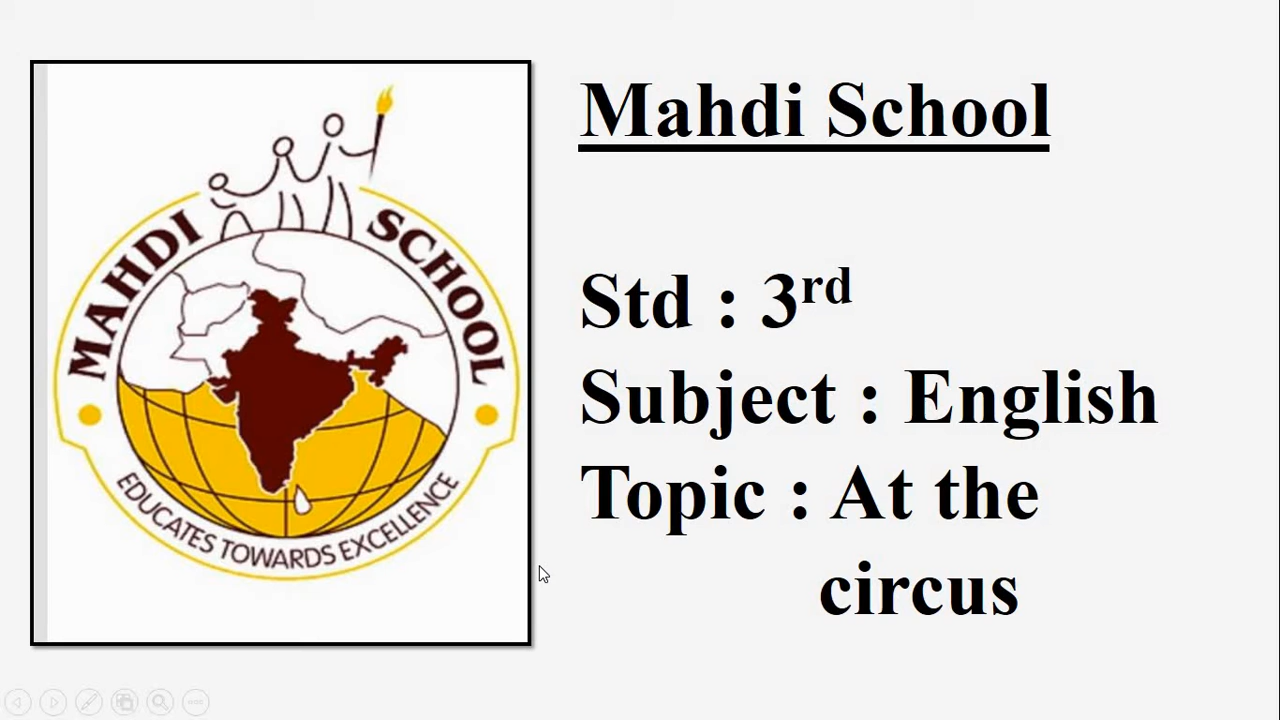 MAHDI SCHOOL
EDUCATES TOWARDS EXCELLENCE
Mahdi School
Std : 3rd
Subject : English
Topic : At the
circus